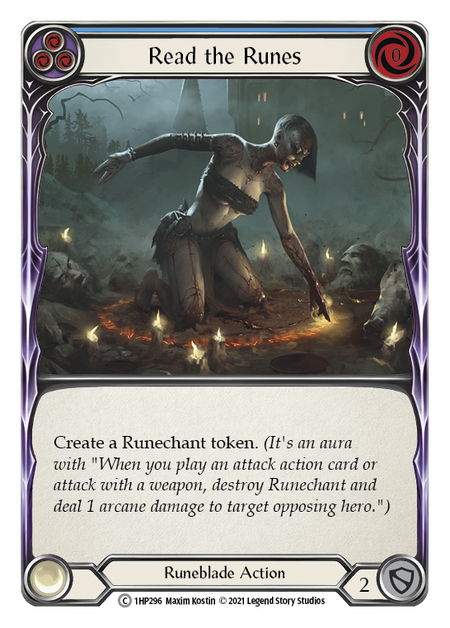 Read the Runes
0
Create a Runechant token. (It's an aura
with "When you play an attack action card or
attack with a weapon, destroy Runechant and
deal 1 arcane damage to target opposing hero.")
Runeblade Action
2
C 1HP296 Maxim Kostin © 2021 Legend Story Studios